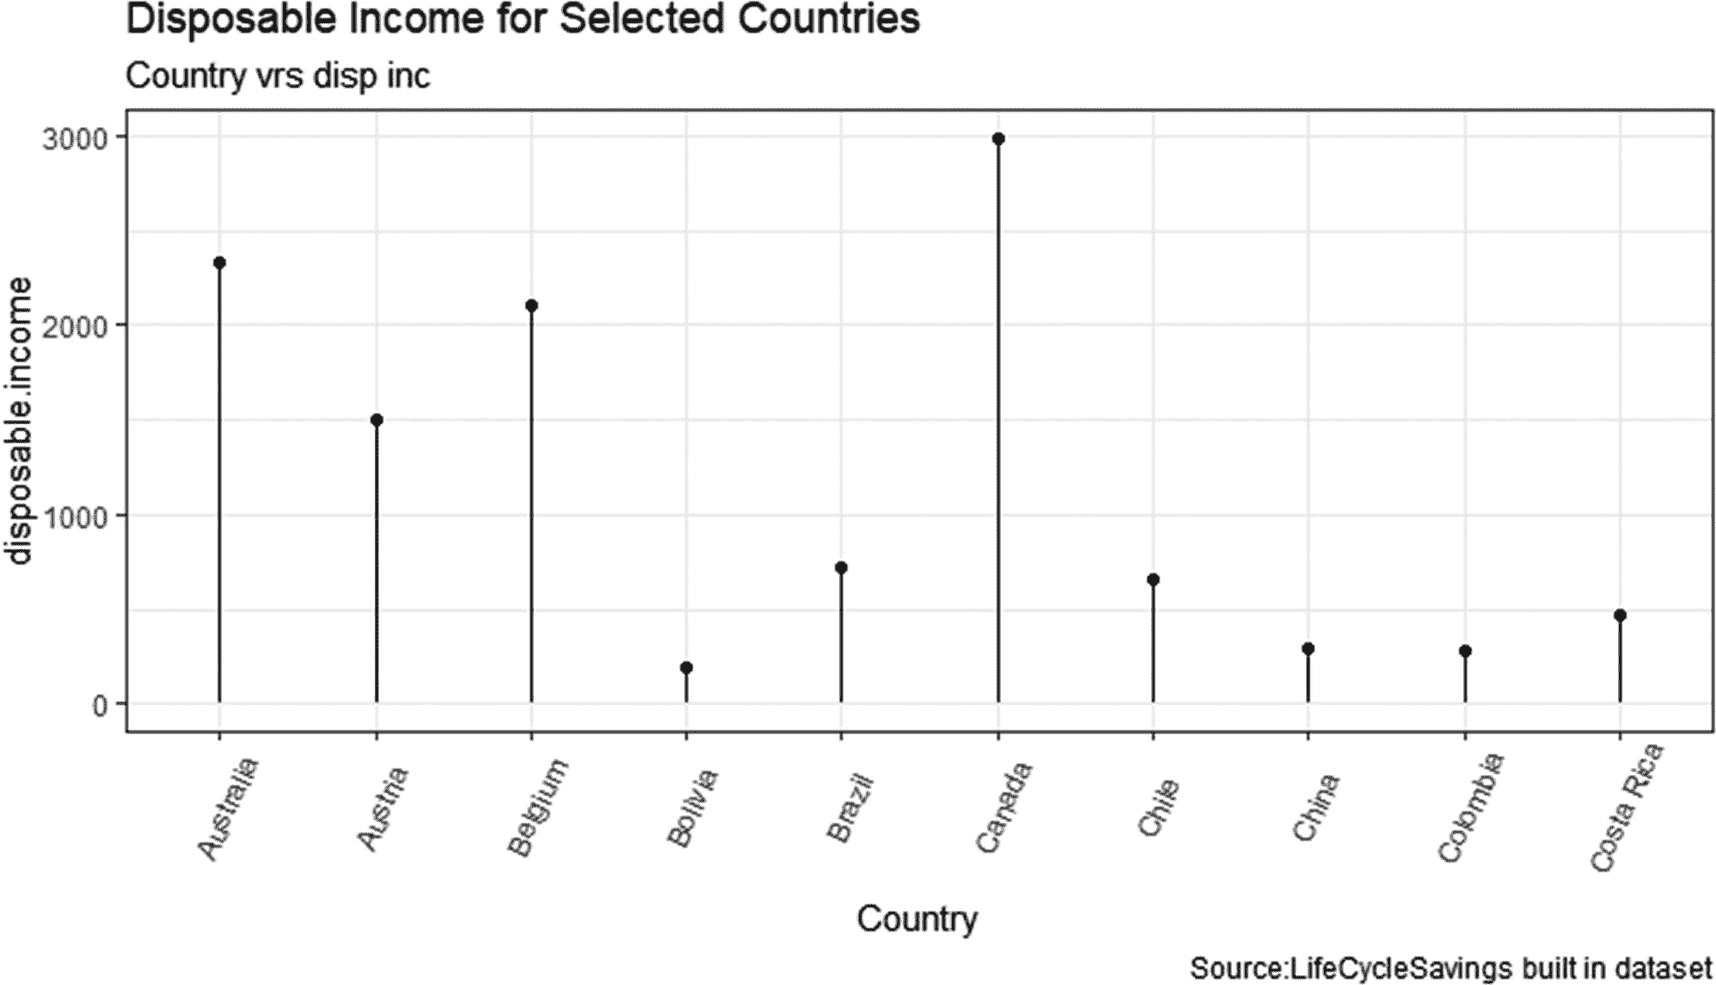 Disposable Income for Selected Countries
Country vrs disp inc
disposable.income
3000
2000
1000
0
Australia
Austria
Belgium
Bolivia
Brazil
Canada
Chile
China
Colombia
Costa Rica
Country
Source:LifeCycleSavings built in dataset